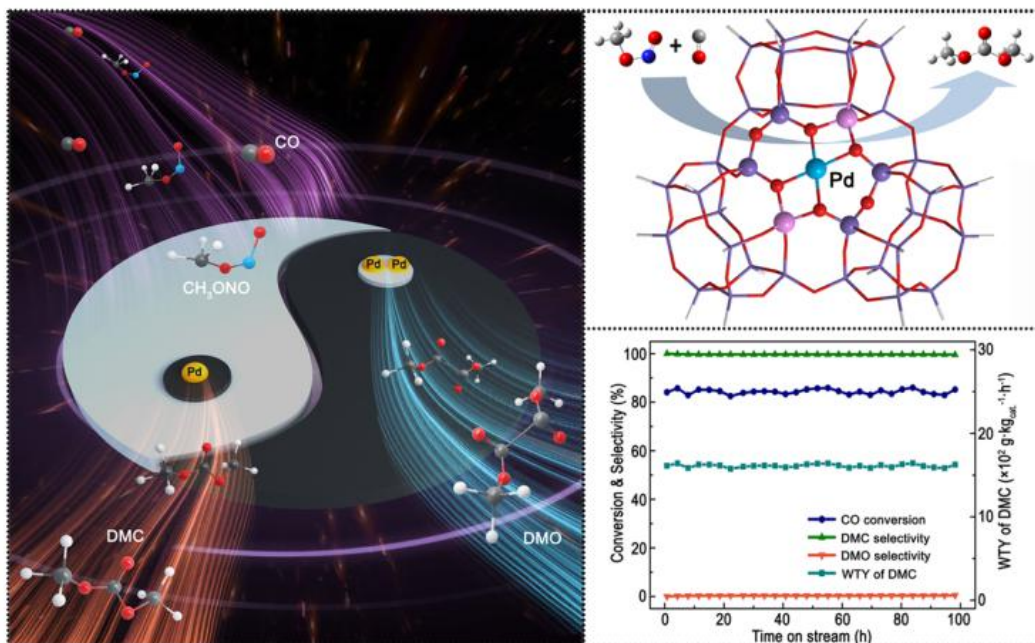 CO
CH₃ONO
Pd Pd
Pd
DMC
DMO
+
Pd
Conversion & Selectivity (%)
100
80
60
40
20
0
30
20
10
0
WTY of DMC (×10² g·kg_cat.⁻¹·h⁻¹)
CO conversion
DMC selectivity
DMO selectivity
WTY of DMC
0 20 40 60 80 100
Time on stream (h)